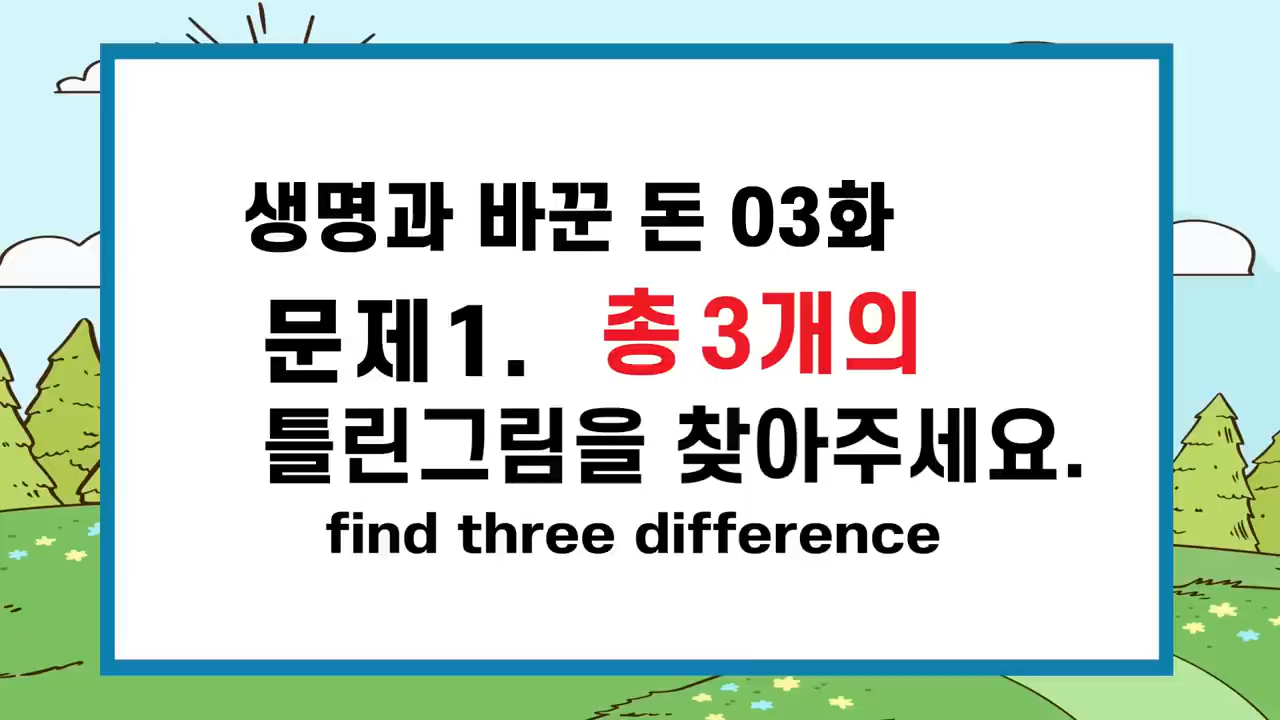 생명과 바꾼 돈 03화
문제1. 총3개의
틀린그림을 찾아주세요.
find three difference